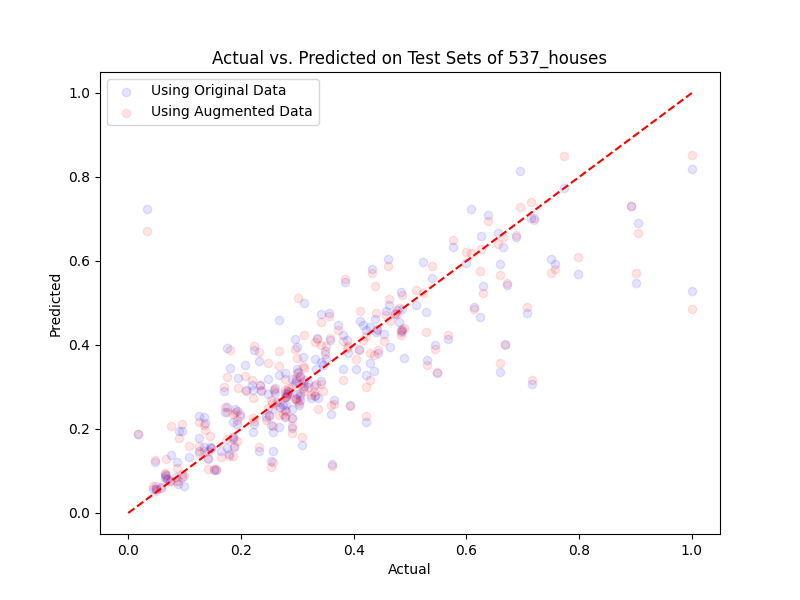 Actual vs. Predicted on Test Sets of 537_houses
Using Original Data
Using Augmented Data
1.0
0.8
0.6
0.4
0.2
0.0
Predicted
0.0 0.2 0.4 0.6 0.8 1.0
Actual